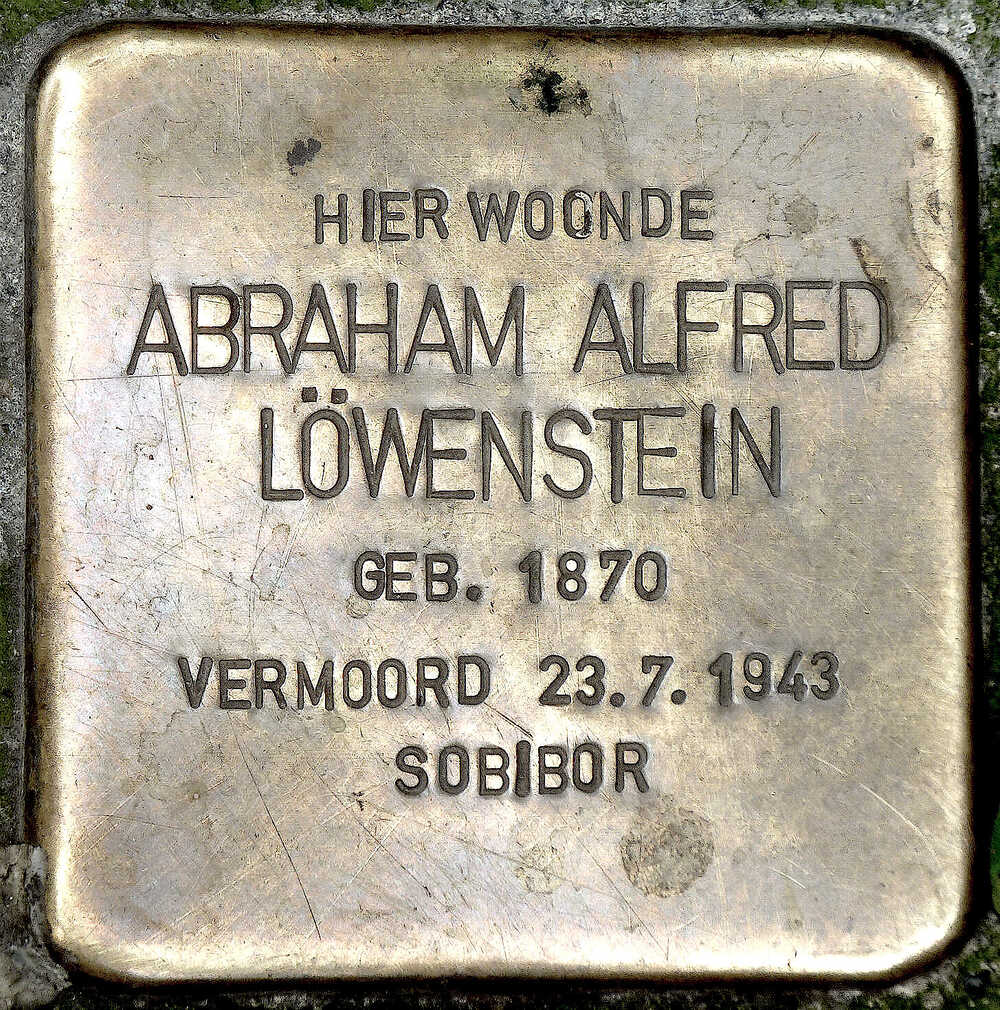 HIER WOONDE
ABRAHAM ALFRED
LÖWENSTEIN
GEB. 1870
VERMOORD 23.7.1943
SOBIBOR